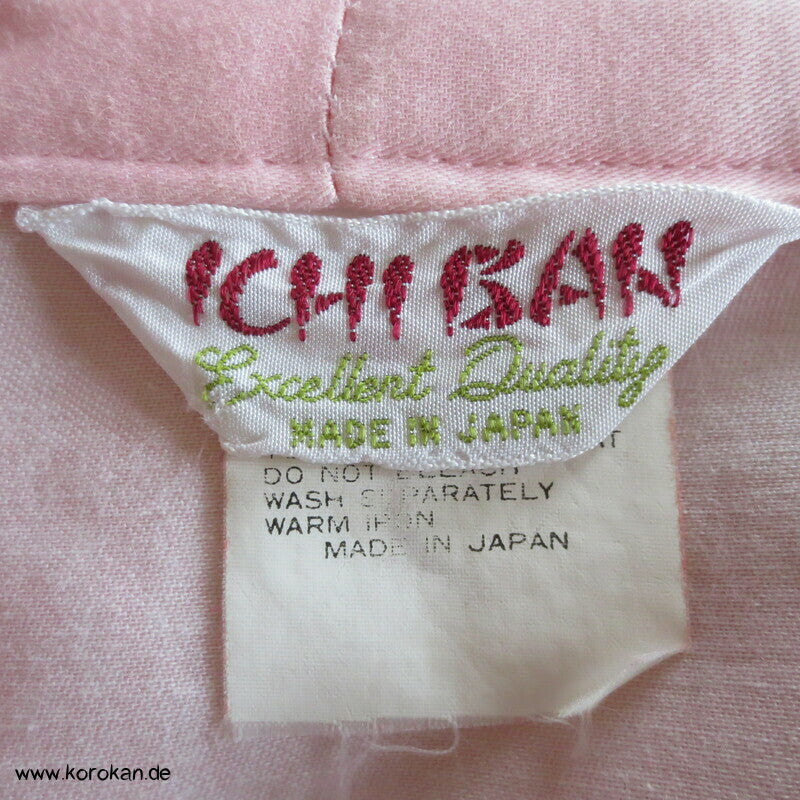 ICHI BAN
Excellent Quality
MADE IN JAPAN
DO NOT BLEACH
WASH SEPARATELY
WARM IRON
MADE IN JAPAN
www.korokan.de